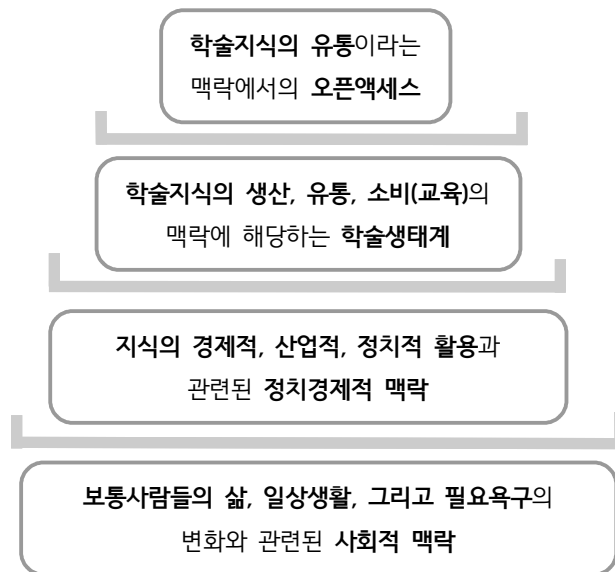 학술지식의 유통이라는
맥락에서의 오픈액세스
학술지식의 생산, 유통, 소비(교육)의
맥락에 해당하는 학술생태계
지식의 경제적, 산업적, 정치적 활용과
관련된 정치경제적 맥락
보통사람들의 삶, 일상생활, 그리고 필요욕구의
변화와 관련된 사회적 맥락